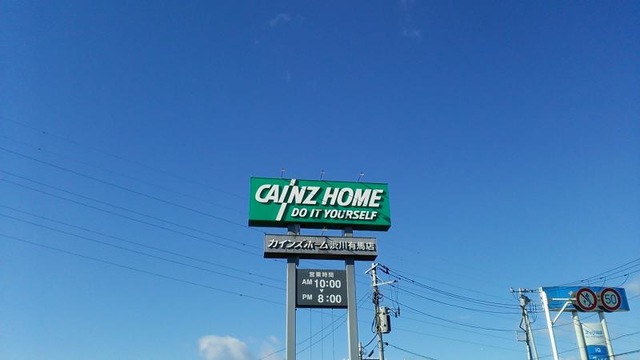 CAINZ HOME
DO IT YOURSELF
カインズホーム渋川有馬店
営業時間
AM 10:00
PM 8:00
50